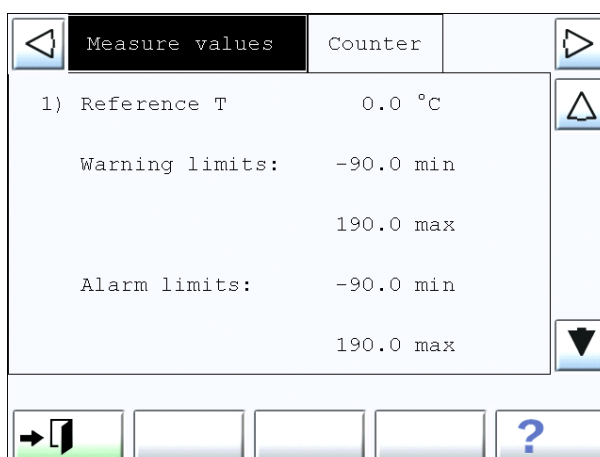 Measure values Counter
1) Reference T 0.0 °C
Warning limits: -90.0 min
190.0 max
Alarm limits: -90.0 min
190.0 max
?